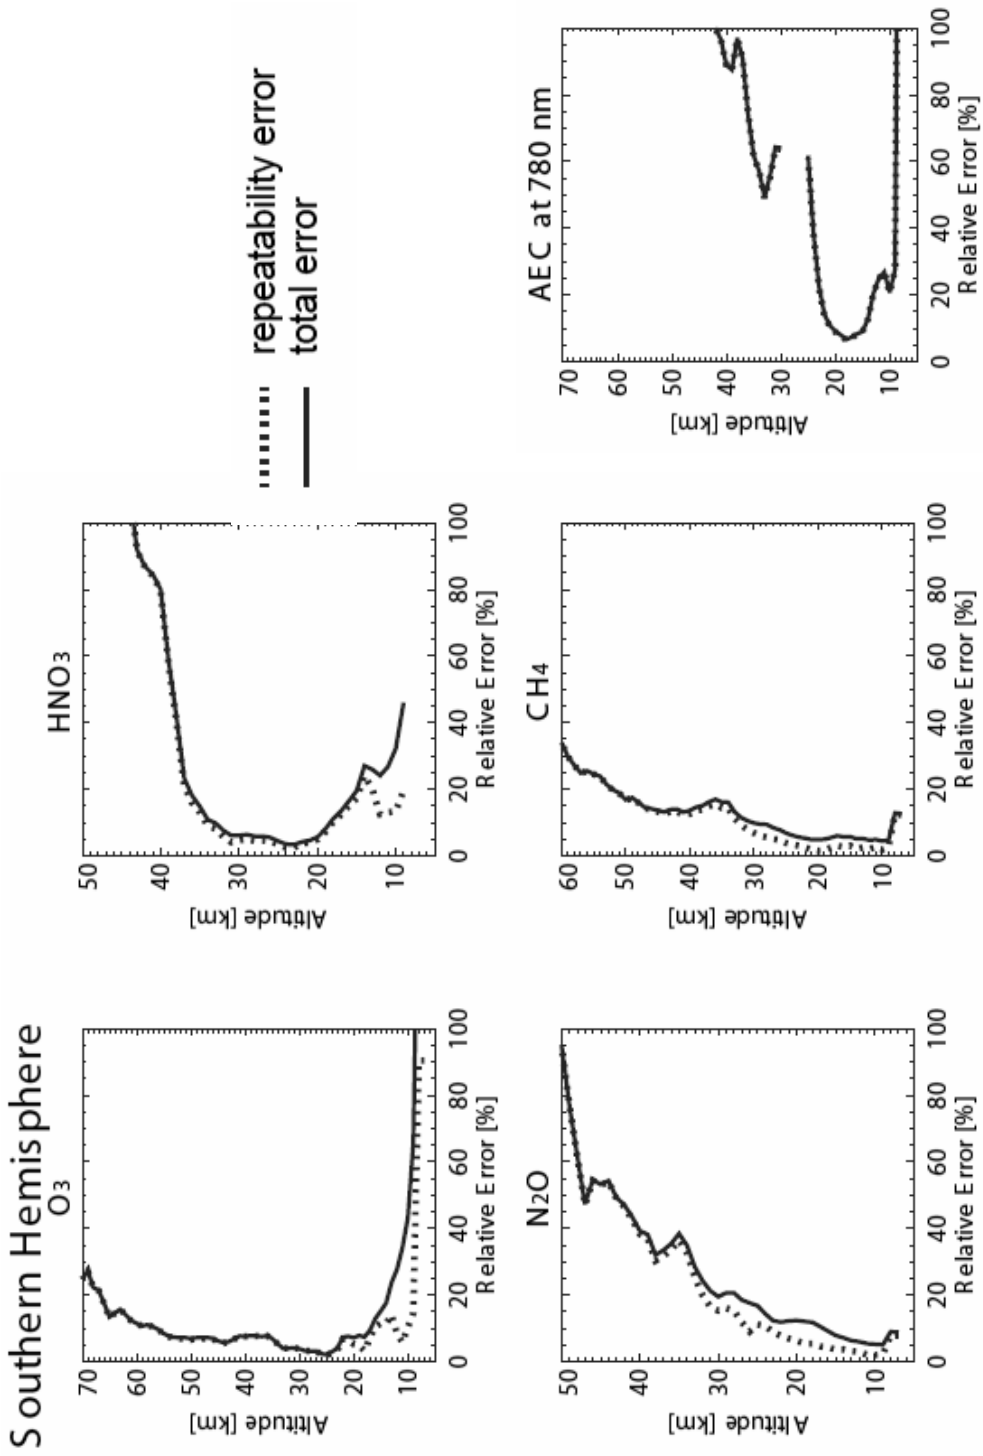 Southern Hemisphere
O3
70
60
50
40
30
20
10
Altitude [km]
0 20 40 60 80 100
Relative Error [%]
HNO3
50
40
30
20
10
Altitude [km]
0 20 40 60 80 100
Relative Error [%]
repeatability error
total error
N2O
50
40
30
20
10
Altitude [km]
0 20 40 60 80 100
Relative Error [%]
CH4
60
50
40
30
20
10
Altitude [km]
0 20 40 60 80 100
Relative Error [%]
AEC at 780 nm
70
60
50
40
30
20
10
Altitude [km]
0 20 40 60 80 100
Relative Error [%]